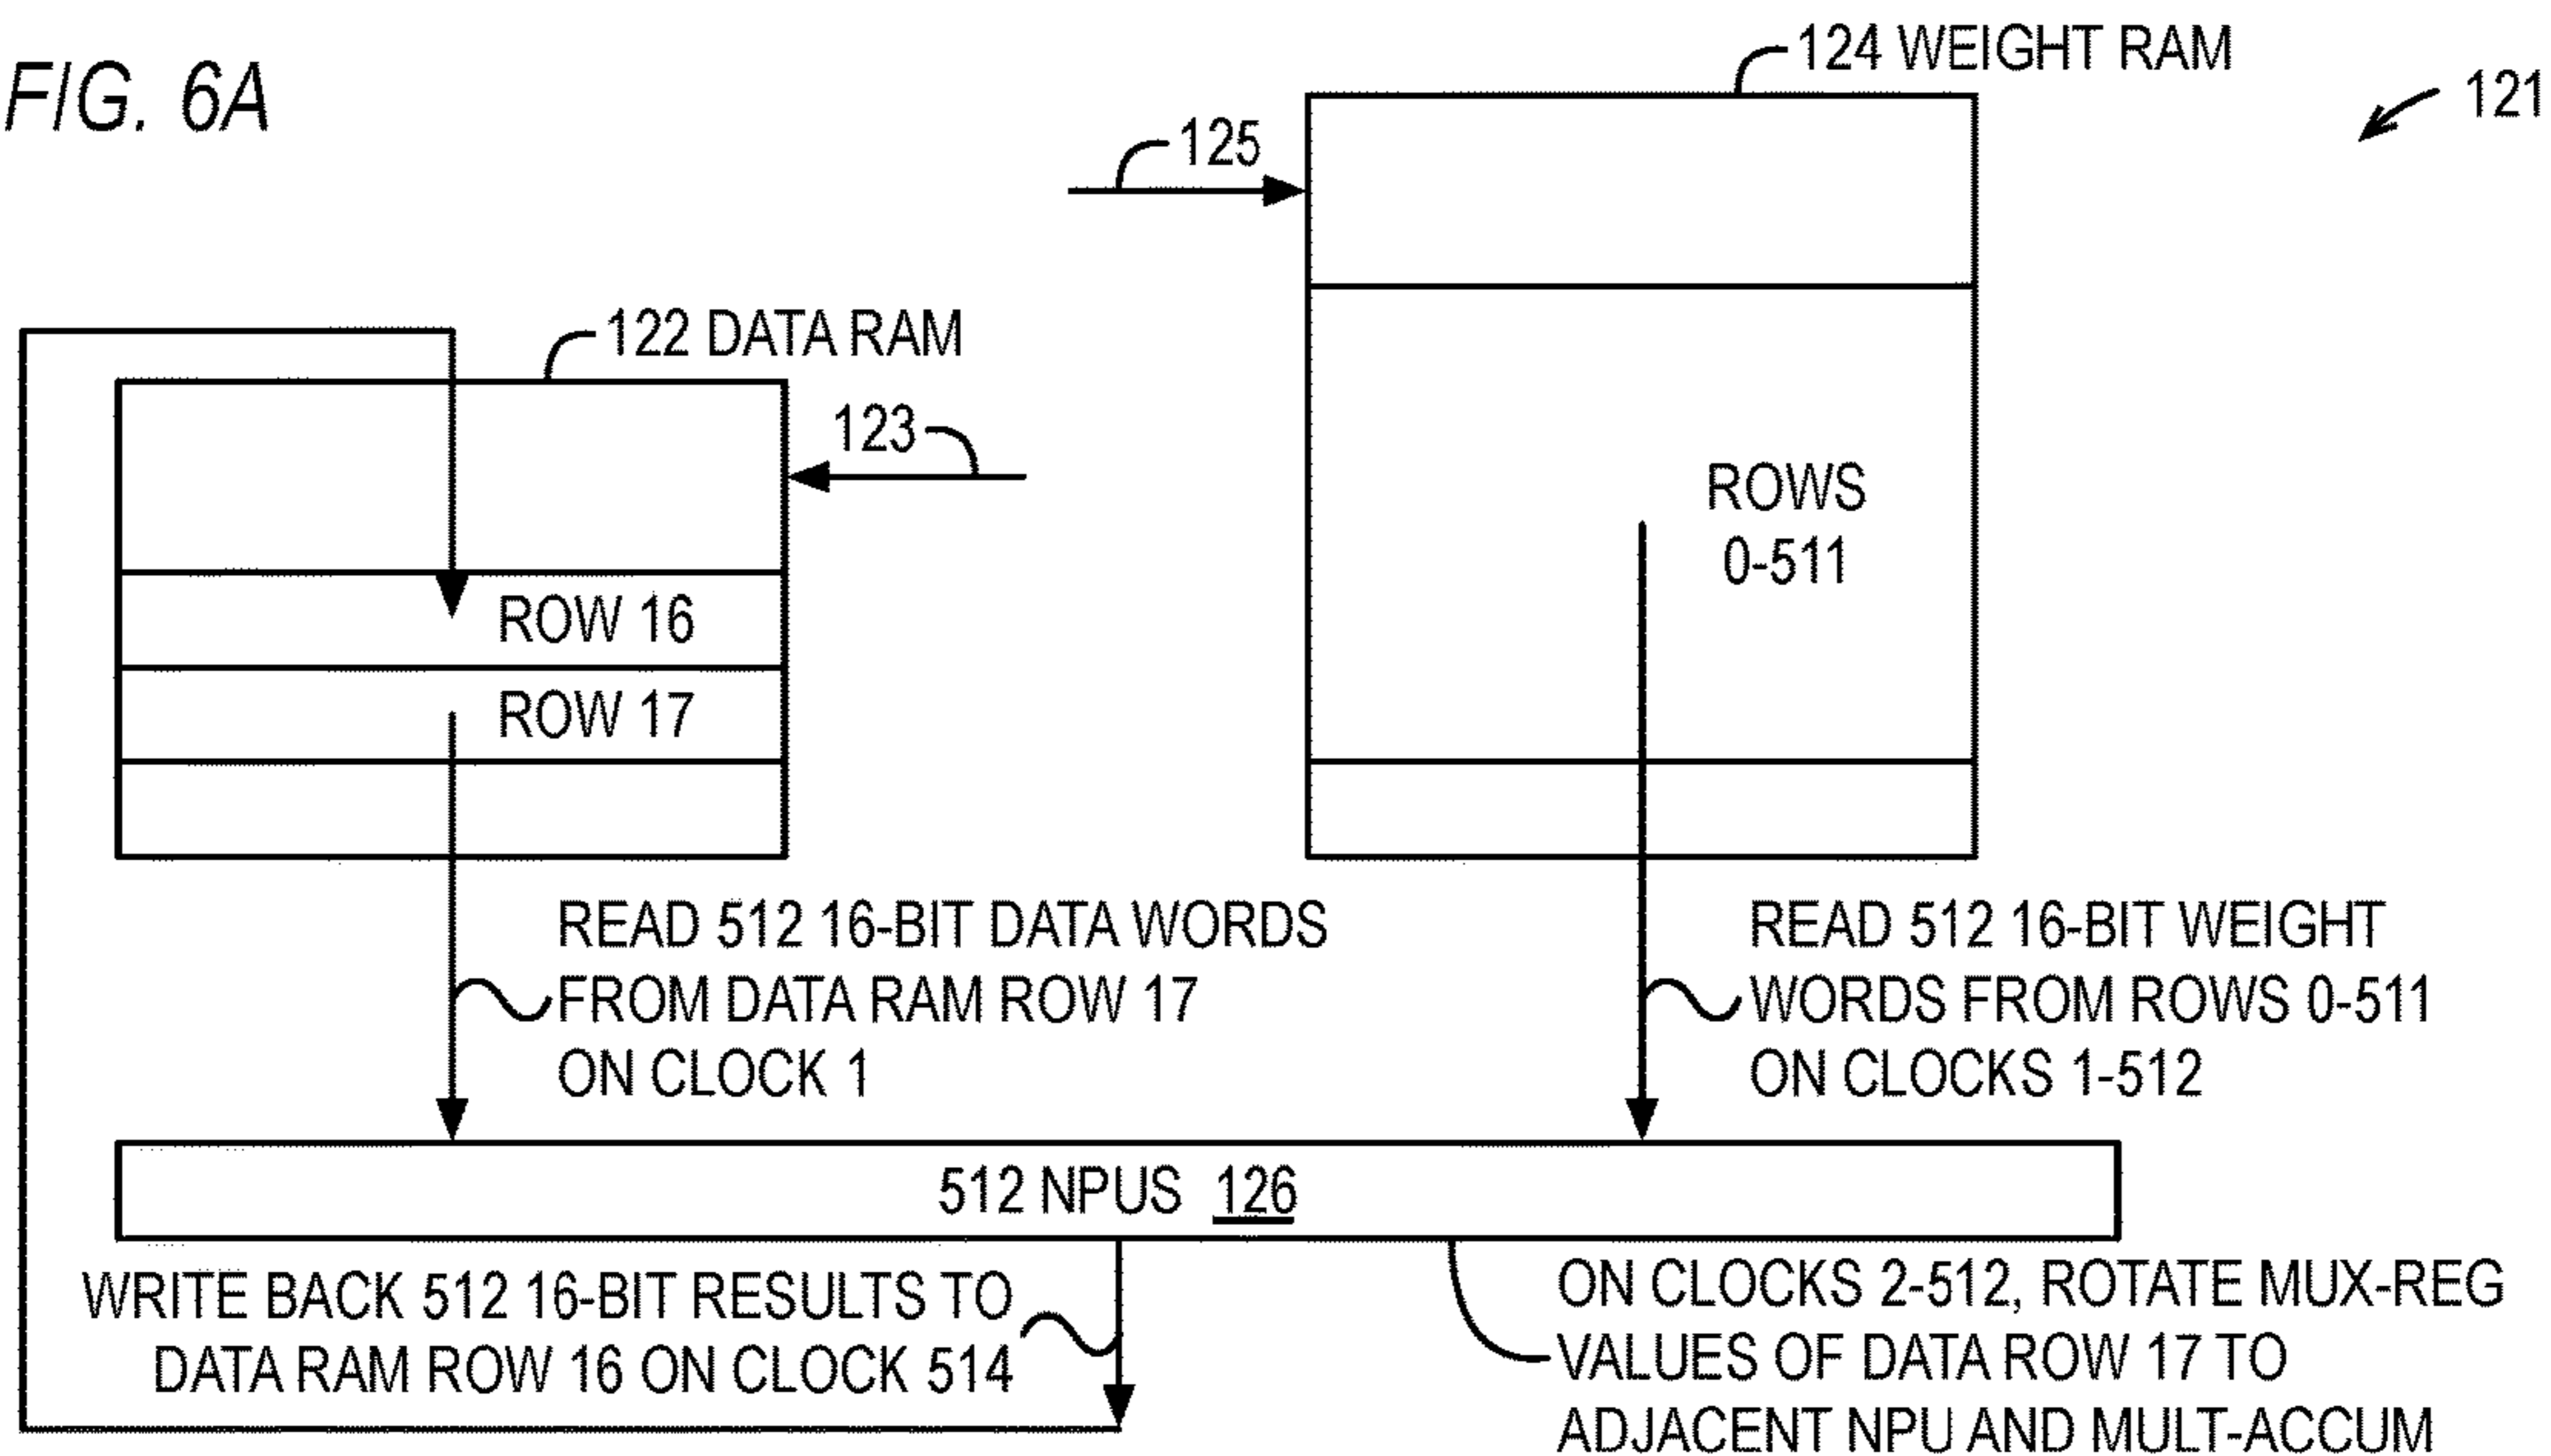 FIG. 6A
124 WEIGHT RAM
121
125
122 DATA RAM
123
ROWS
0-511
ROW 16
ROW 17
READ 512 16-BIT DATA WORDS
FROM DATA RAM ROW 17
ON CLOCK 1
READ 512 16-BIT WEIGHT
WORDS FROM ROWS 0-511
ON CLOCKS 1-512
512 NPUS 126
WRITE BACK 512 16-BIT RESULTS TO
DATA RAM ROW 16 ON CLOCK 514
ON CLOCKS 2-512, ROTATE MUX-REG
VALUES OF DATA ROW 17 TO
ADJACENT NPU AND MULT-ACCUM